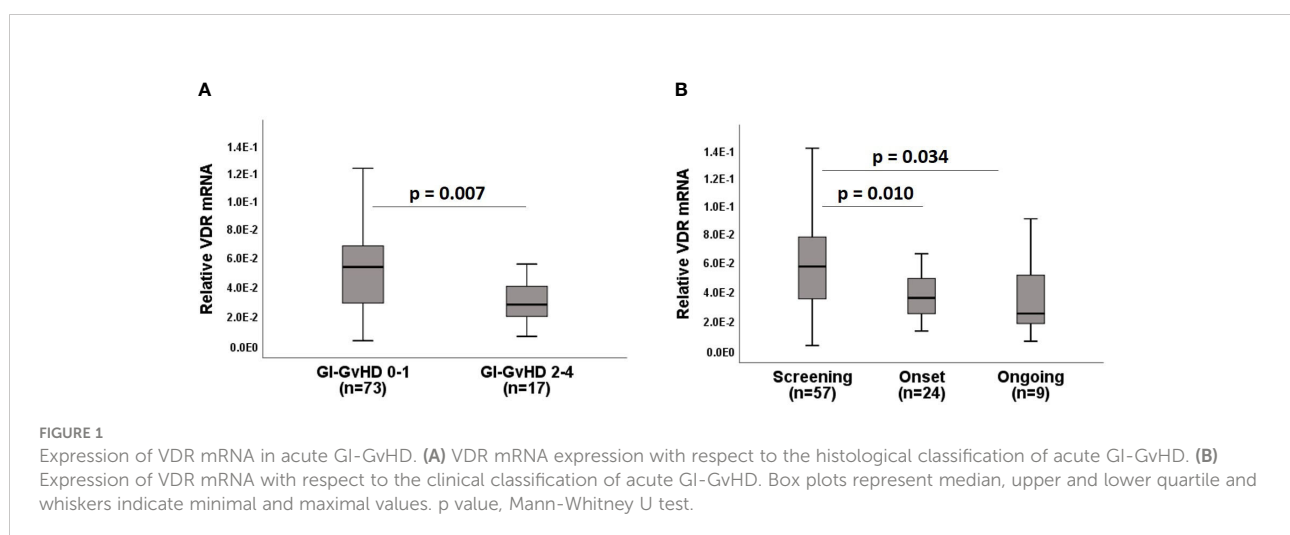 A
Relative VDR mRNA
1.4E-1
1.2E-1
1.0E-1
8.0E-2
6.0E-2
4.0E-2
2.0E-2
0.0E0
p = 0.007
GI-GvHD 0-1
(n=73)
GI-GvHD 2-4
(n=17)
B
Relative VDR mRNA
1.4E-1
1.2E-1
1.0E-1
8.0E-2
6.0E-2
4.0E-2
2.0E-2
0.0E0
p = 0.034
p = 0.010
Screening
(n=57)
Onset
(n=24)
Ongoing
(n=9)
FIGURE 1
Expression of VDR mRNA in acute GI-GvHD. (A) VDR mRNA expression with respect to the histological classification of acute GI-GvHD. (B)
Expression of VDR mRNA with respect to the clinical classification of acute GI-GvHD. Box plots represent median, upper and lower quartile and
whiskers indicate minimal and maximal values. p value, Mann-Whitney U test.